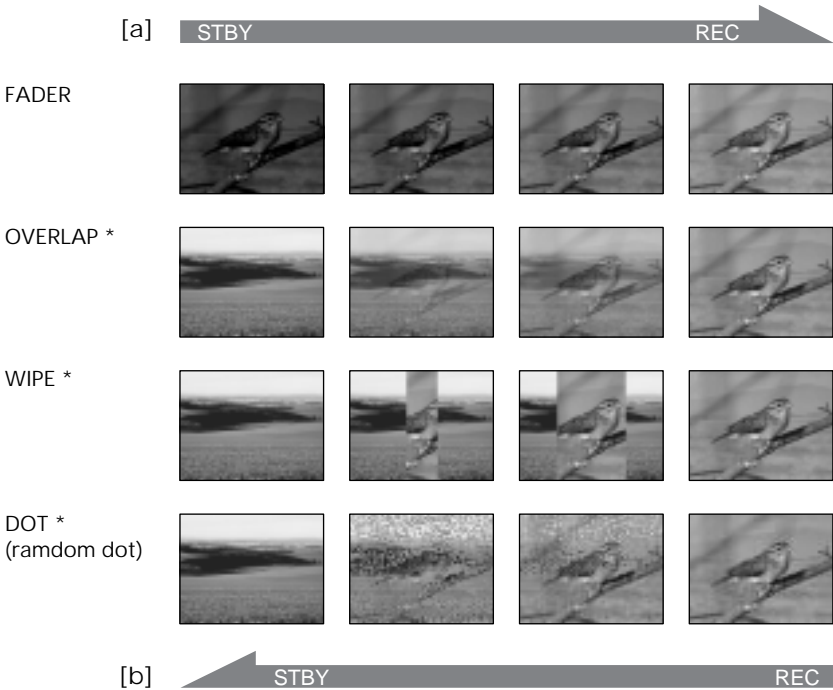 [a] STBY REC
FADER
OVERLAP *
WIPE *
DOT *
(ramdom dot)
[b] STBY REC